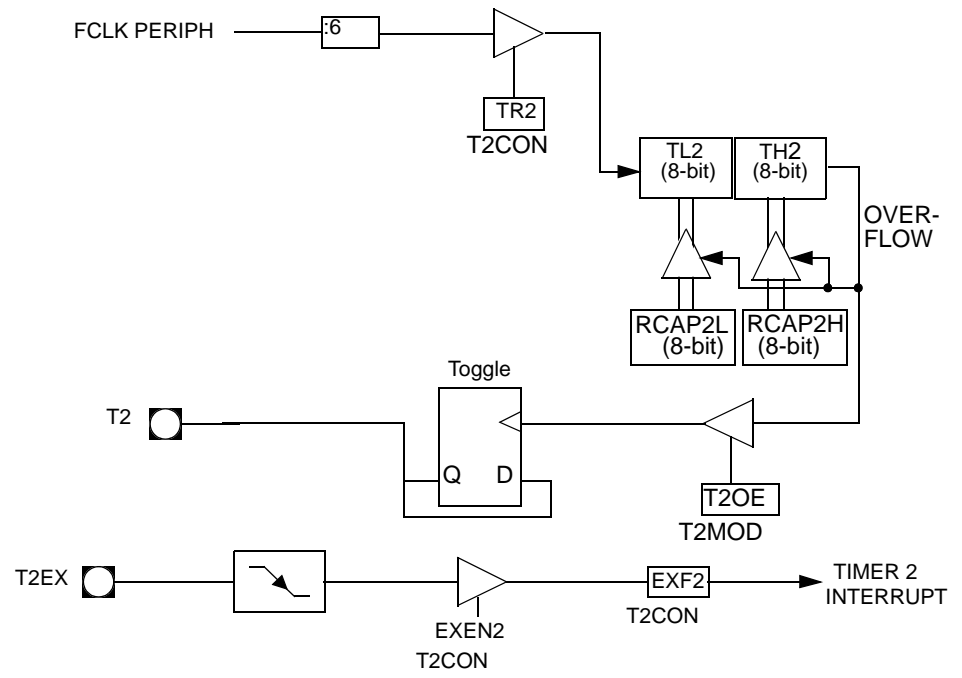 FCLK PERIPH
:6
TR2
T2CON
TL2
(8-bit)
TH2
(8-bit)
OVER-
FLOW
RCAP2L
(8-bit)
RCAP2H
(8-bit)
Toggle
T2
Q
D
T2OE
T2MOD
T2EX
EXEN2
T2CON
EXF2
T2CON
TIMER 2
INTERRUPT